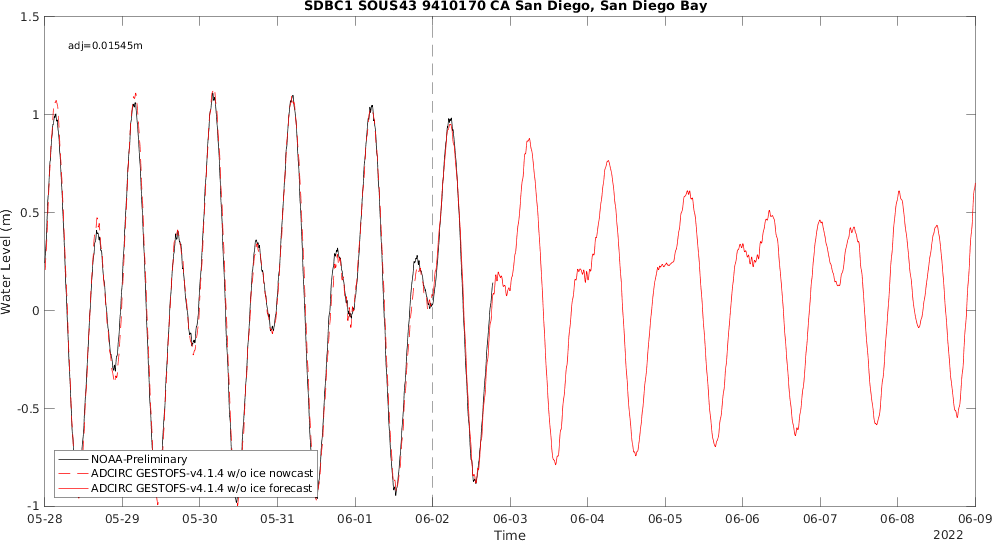 SDBC1 SOUS43 9410170 CA San Diego, San Diego Bay
adj=0.01545m
1.5
1
0.5
0
-0.5
-1
Water Level (m)
NOAA-Preliminary
ADCIRC GESTOFS-v4.1.4 w/o ice nowcast
ADCIRC GESTOFS-v4.1.4 w/o ice forecast
05-28 05-29 05-30 05-31 06-01 06-02 06-03 06-04 06-05 06-06 06-07 06-08 06-09
Time
2022